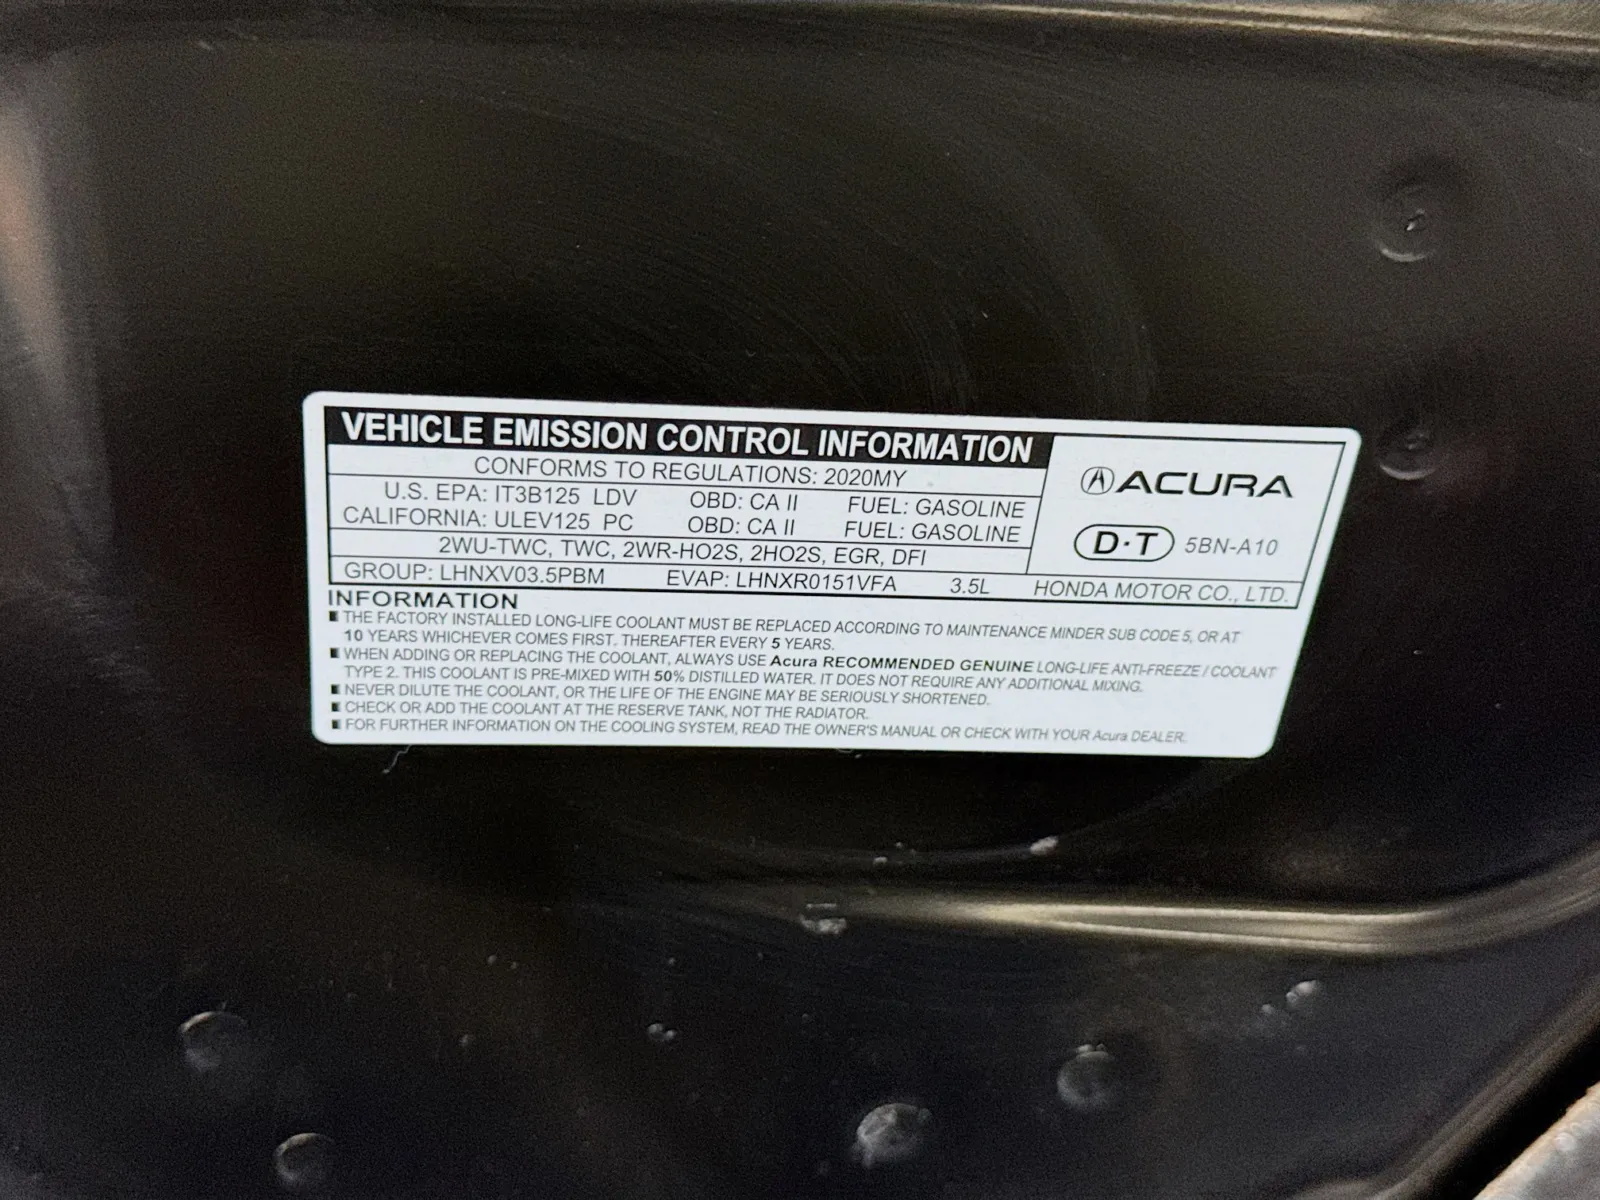 VEHICLE EMISSION CONTROL INFORMATION
CONFORMS TO REGULATIONS: 2020MY
U.S. EPA: IT3B125 LDV OBD: CA II FUEL: GASOLINE
CALIFORNIA: ULEV125 PC OBD: CA II FUEL: GASOLINE
2WU-TWC, TWC, 2WR-HO2S, 2HO2S, EGR, DFI
ACURA
D·T 5BN-A10
GROUP: LHNXV03.5PBM EVAP: LHNXR0151VFA 3.5L HONDA MOTOR CO., LTD.
INFORMATION
■ THE FACTORY INSTALLED LONG-LIFE COOLANT MUST BE REPLACED ACCORDING TO MAINTENANCE MINDER SUB CODE 5, OR AT
10 YEARS WHICHEVER COMES FIRST. THEREAFTER EVERY 5 YEARS.
■ WHEN ADDING OR REPLACING THE COOLANT, ALWAYS USE Acura RECOMMENDED GENUINE LONG-LIFE ANTI-FREEZE / COOLANT
TYPE 2. THIS COOLANT IS PRE-MIXED WITH 50% DISTILLED WATER. IT DOES NOT REQUIRE ANY ADDITIONAL MIXING.
■ NEVER DILUTE THE COOLANT, OR THE LIFE OF THE ENGINE MAY BE SERIOUSLY SHORTENED.
■ CHECK OR ADD THE COOLANT AT THE RESERVE TANK, NOT THE RADIATOR.
■ FOR FURTHER INFORMATION ON THE COOLING SYSTEM, READ THE OWNER'S MANUAL OR CHECK WITH YOUR Acura DEALER.